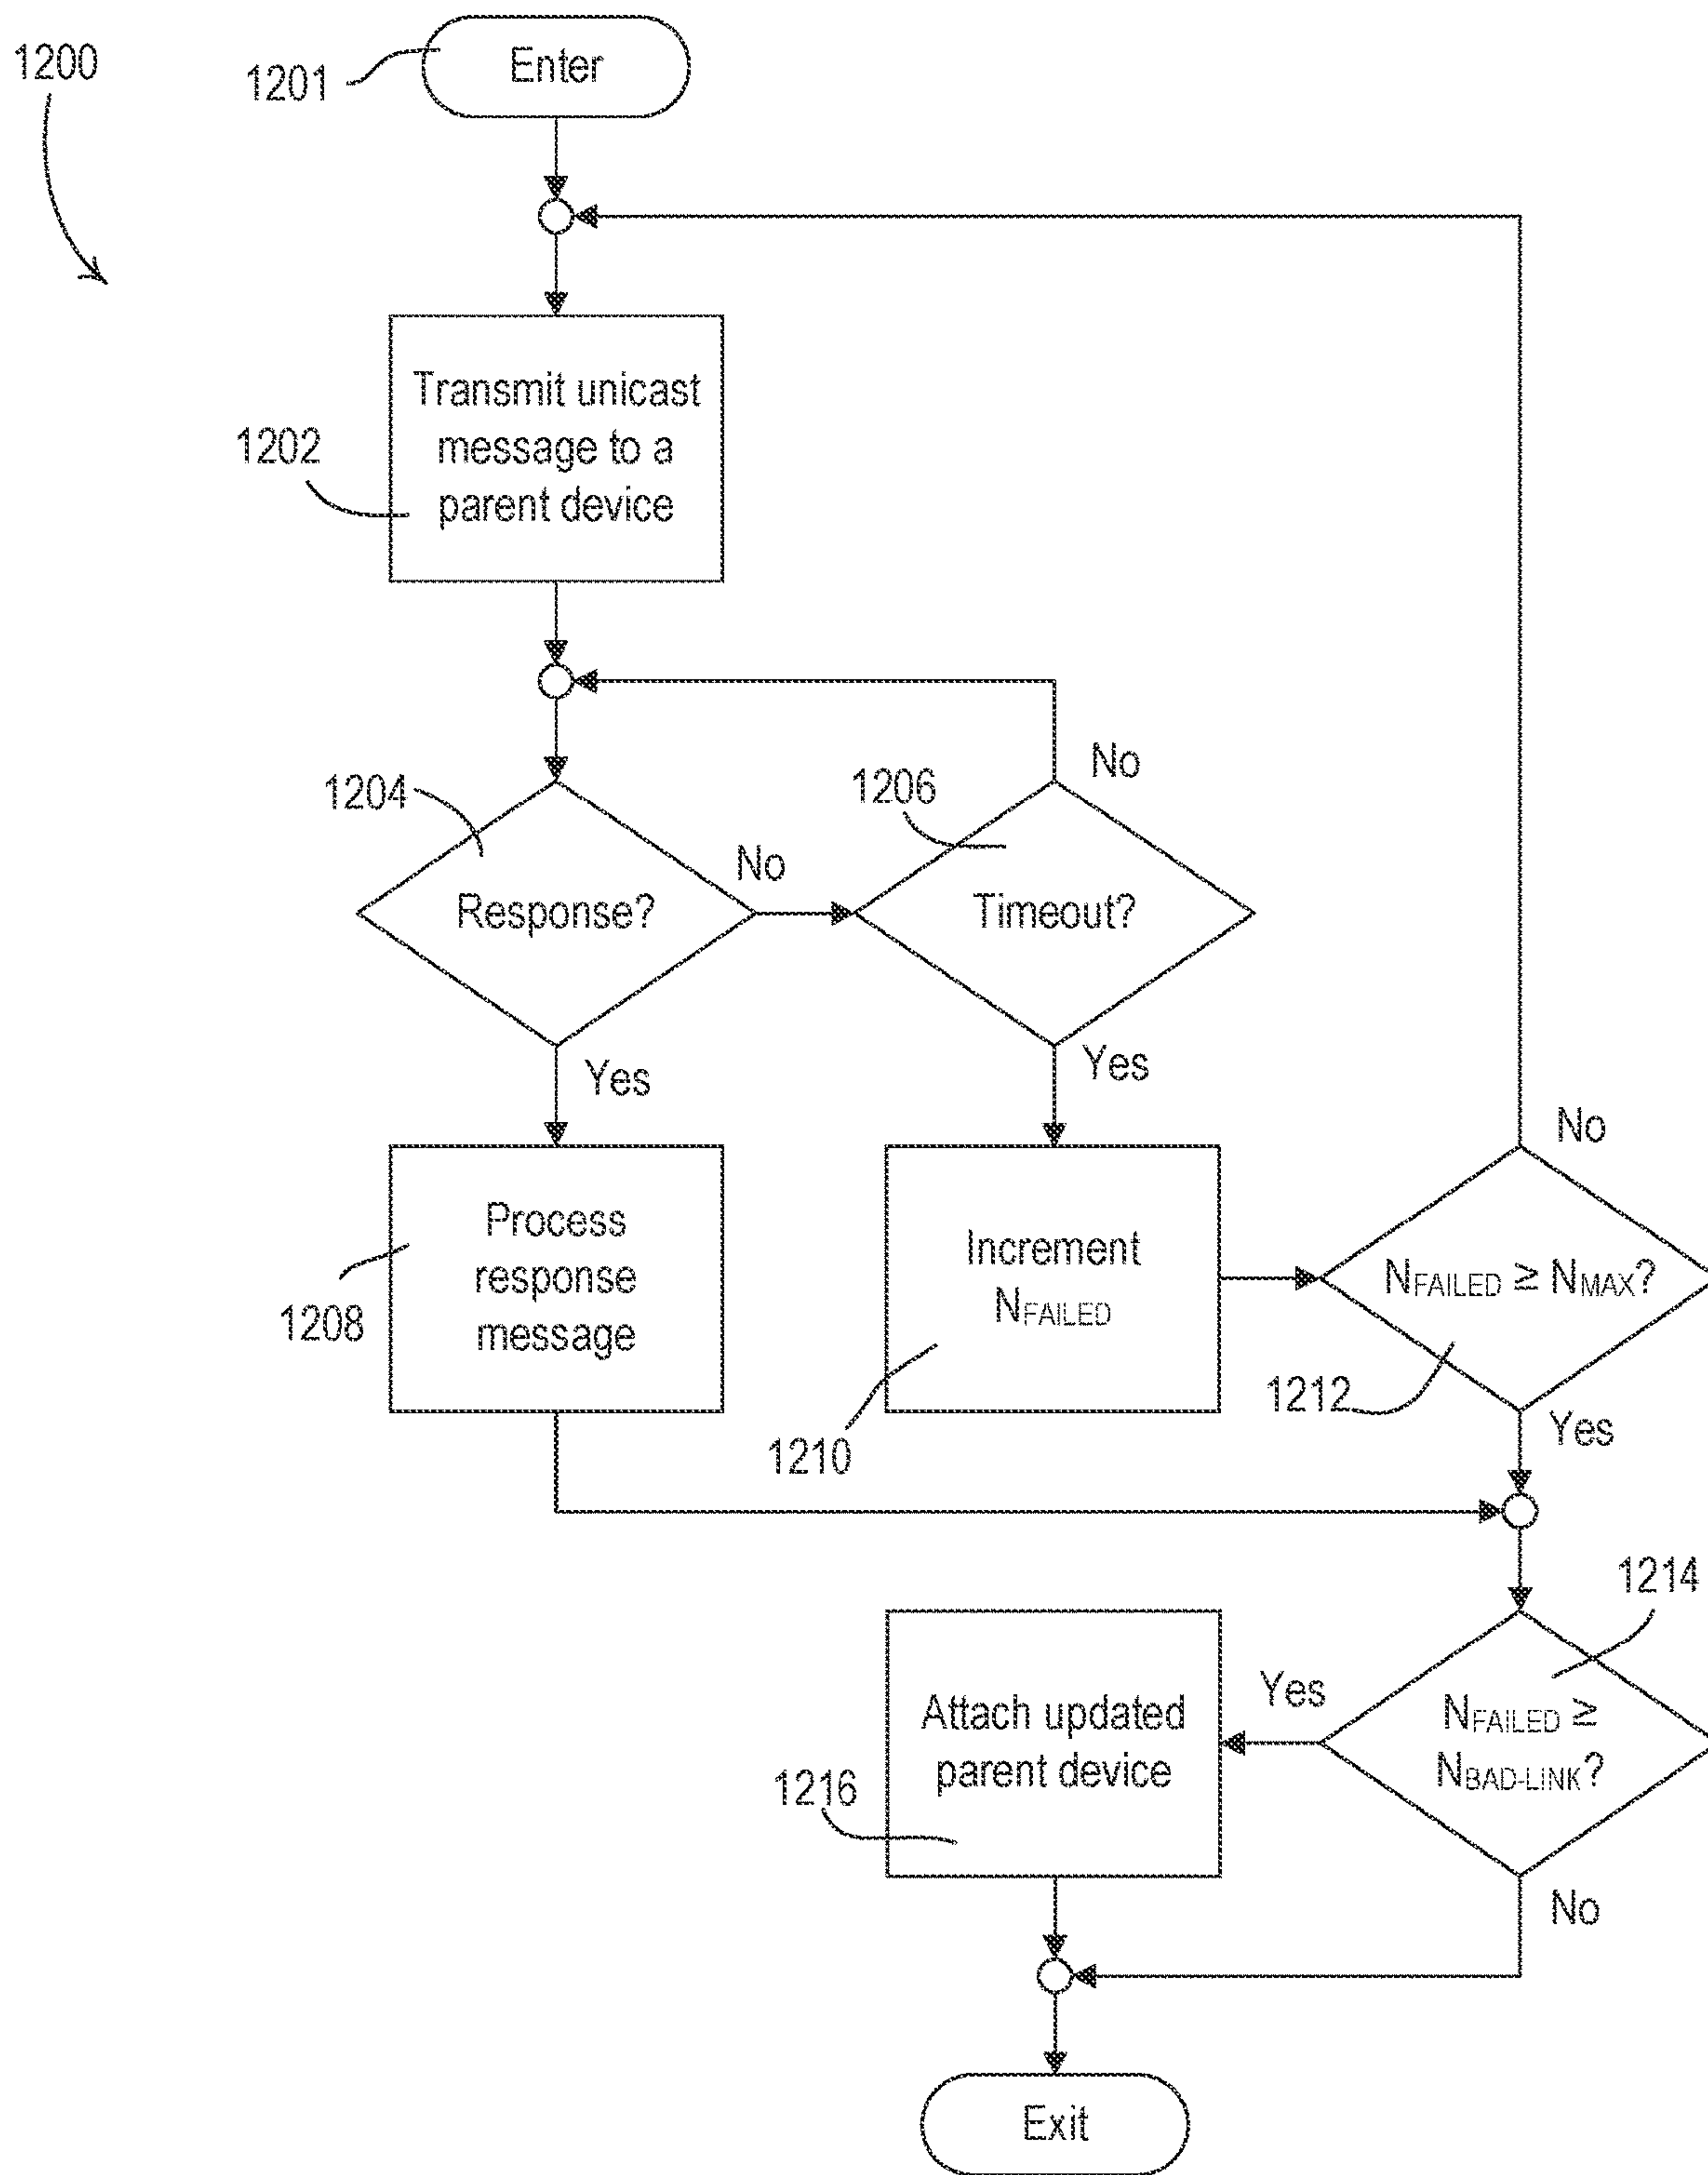 1200
1201
Enter
Transmit unicast
message to a
parent device
1202
1204
Response?
No
1206
Timeout?
No
Yes
Yes
Process
response
message
1208
Increment
NFAILED
1210
No
NFAILED ≥ NMAX?
1212
Yes
1214
NFAILED ≥
NBAD-LINK?
Yes
Attach updated
parent device
1216
No
Exit